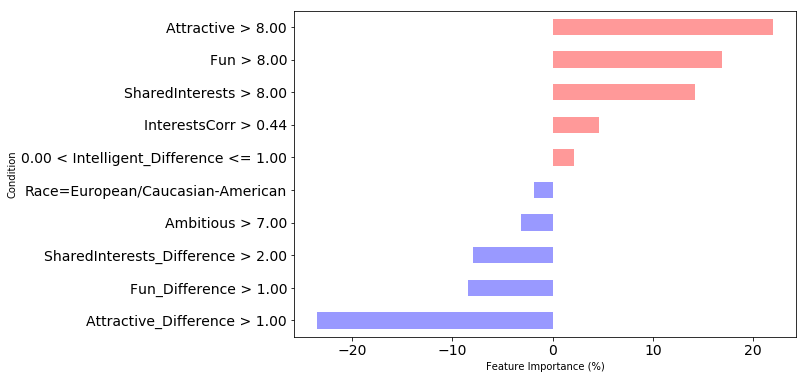 Attractive > 8.00
Fun > 8.00
SharedInterests > 8.00
InterestsCorr > 0.44
0.00 < Intelligent_Difference <= 1.00
Race=European/Caucasian-American
Ambitious > 7.00
SharedInterests_Difference > 2.00
Fun_Difference > 1.00
Attractive_Difference > 1.00
Condition
−20 −10 0 10 20
Feature Importance (%)